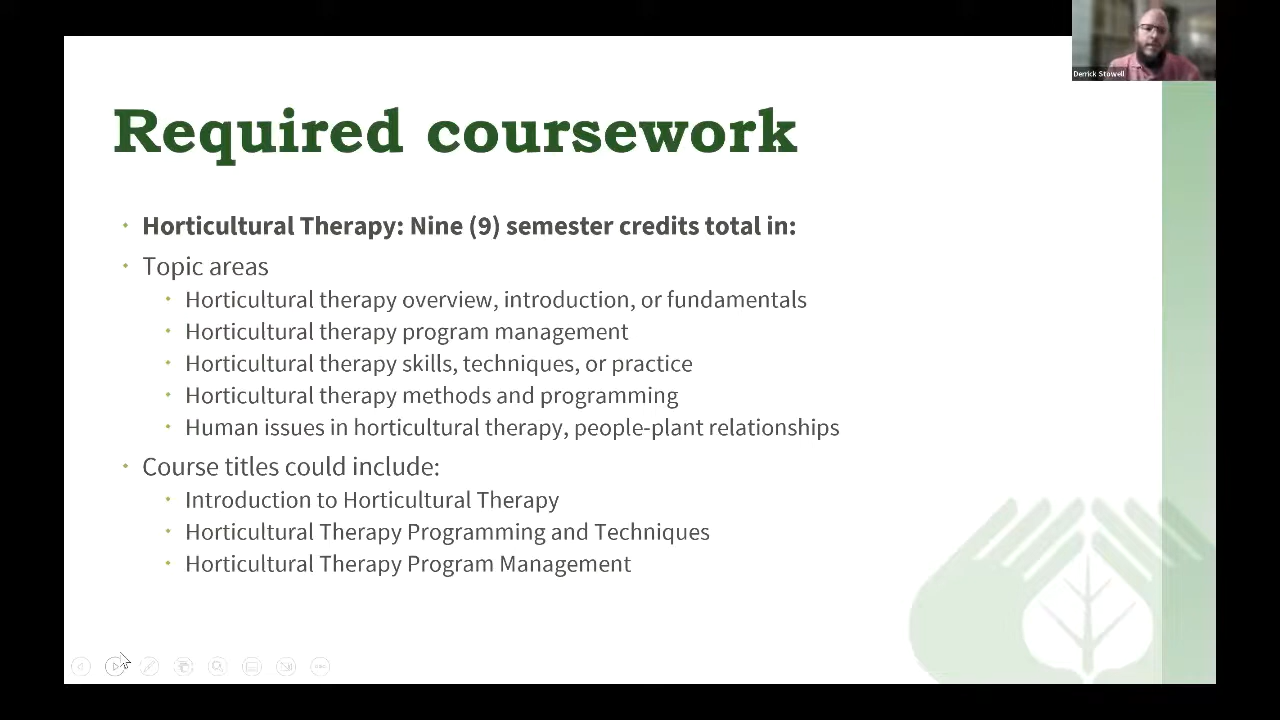 Derrick Stowell
Required coursework
Horticultural Therapy: Nine (9) semester credits total in:
Topic areas
Horticultural therapy overview, introduction, or fundamentals
Horticultural therapy program management
Horticultural therapy skills, techniques, or practice
Horticultural therapy methods and programming
Human issues in horticultural therapy, people-plant relationships
Course titles could include:
Introduction to Horticultural Therapy
Horticultural Therapy Programming and Techniques
Horticultural Therapy Program Management